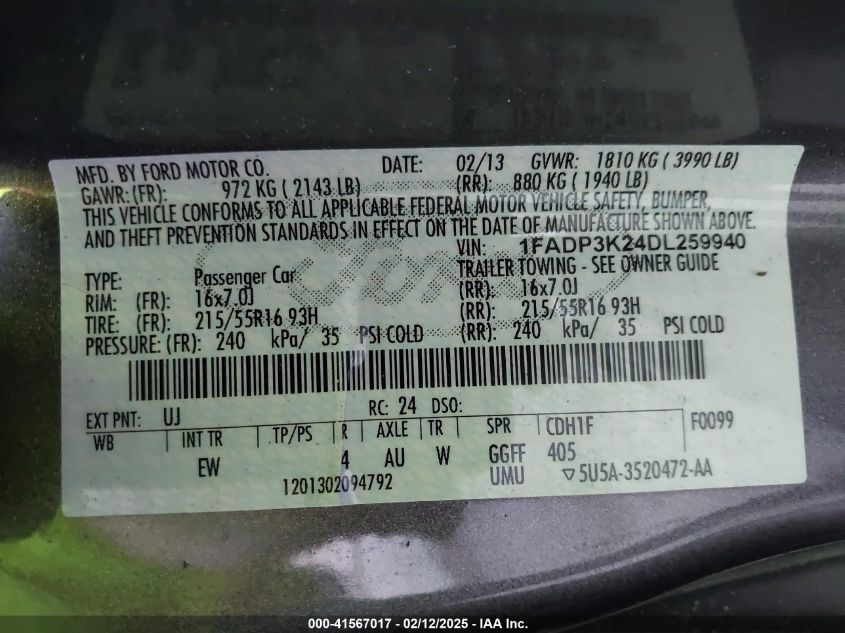 MFD. BY FORD MOTOR CO. DATE: 02/13 GVWR: 1810 KG ( 3990 LB)
GAWR: (FR): 972 KG ( 2143 LB) (RR): 880 KG ( 1940 LB)
THIS VEHICLE CONFORMS TO ALL APPLICABLE FEDERAL MOTOR VEHICLE SAFETY, BUMPER,
AND THEFT PREVENTION STANDARDS IN EFFECT ON THE DATE OF MANUFACTURE SHOWN ABOVE.
VIN: 1FADP3K24DL259940
TYPE: Passenger Car TRAILER TOWING - SEE OWNER GUIDE
RIM: (FR): 16x7.0J (RR): 16x7.0J
TIRE: (FR): 215/55R16 93H (RR): 215/55R16 93H
PRESSURE: (FR): 240 kPa/ 35 PSI COLD (RR): 240 kPa/ 35 PSI COLD
Ford
EXT PNT: UJ RC: 24 DSO: F0099
WB INT TR TP/PS R AXLE TR SPR CDH1F
EW 4 AU W GGFF 405
1201302094792 UMU ▽5U5A-3520472-AA
000-41567017 - 02/12/2025 - IAA Inc.